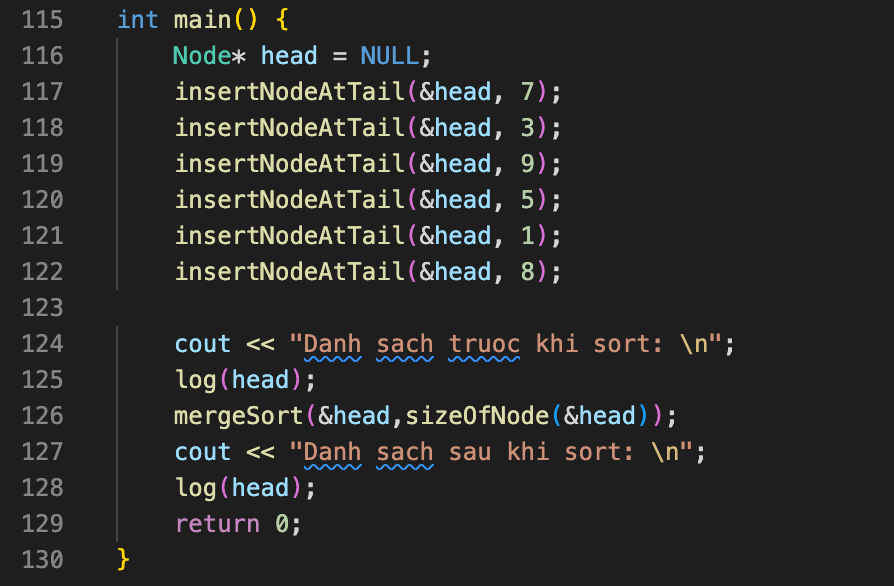 115 int main() {
116 Node* head = NULL;
117 insertNodeAtTail(&head, 7);
118 insertNodeAtTail(&head, 3);
119 insertNodeAtTail(&head, 9);
120 insertNodeAtTail(&head, 5);
121 insertNodeAtTail(&head, 1);
122 insertNodeAtTail(&head, 8);
123
124 cout << "Danh sach truoc khi sort: \n";
125 log(head);
126 mergeSort(&head,sizeOfNode(&head));
127 cout << "Danh sach sau khi sort: \n";
128 log(head);
129 return 0;
130 }